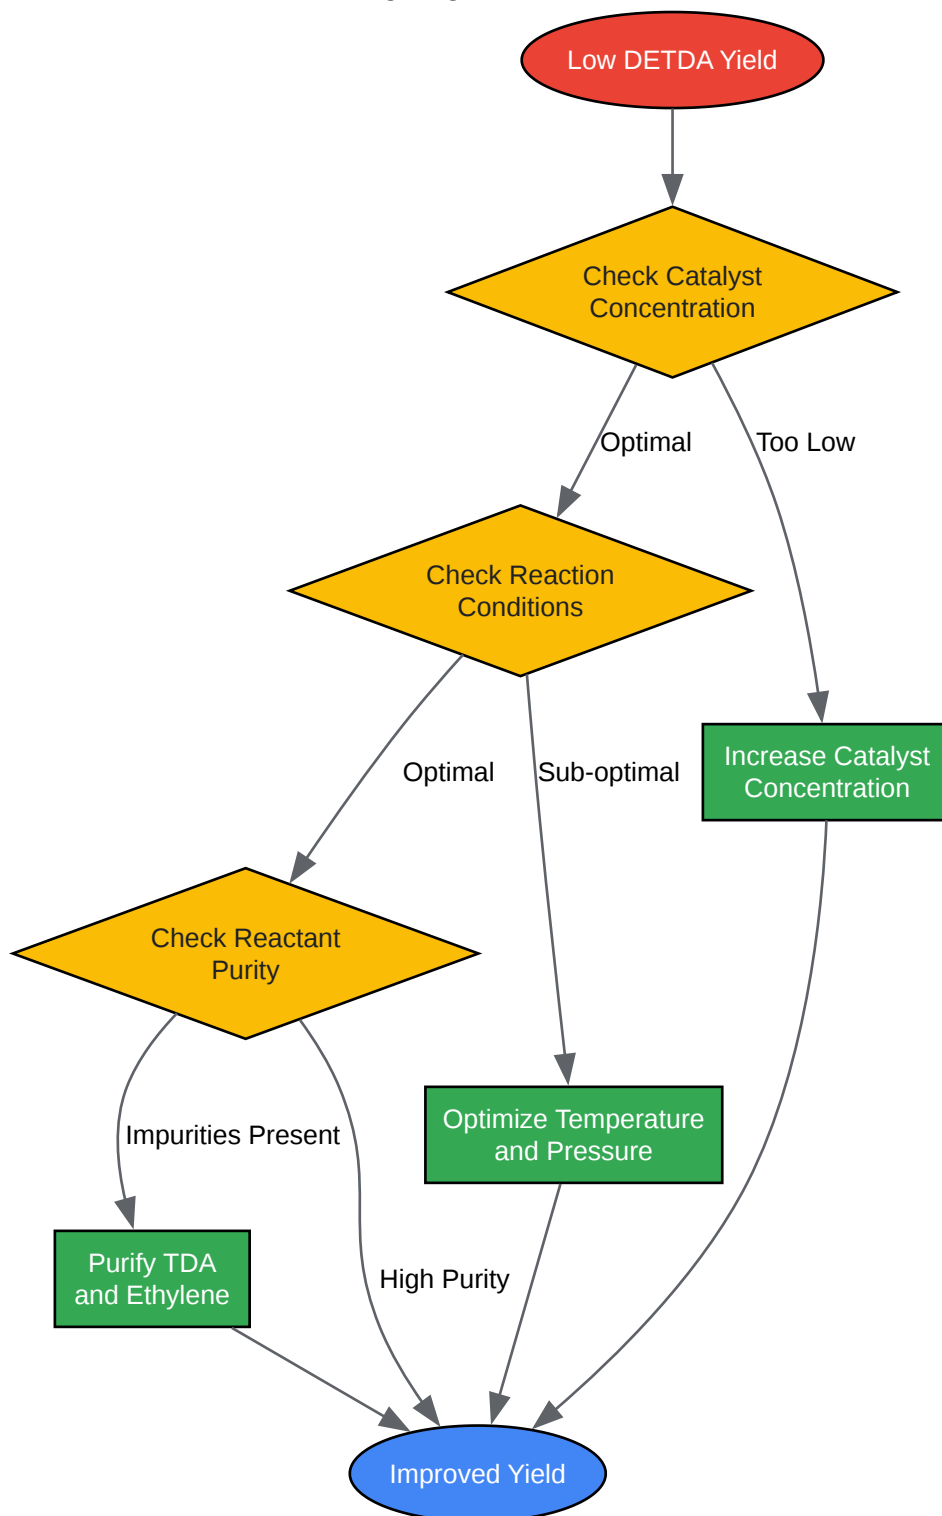 Low DETDA Yield
Check Catalyst
Concentration
Optimal
Too Low
Check Reaction
Conditions
Optimal
Sub-optimal
Increase Catalyst
Concentration
Check Reactant
Purity
Impurities Present
Optimize Temperature
and Pressure
Purify TDA
and Ethylene
High Purity
Improved Yield